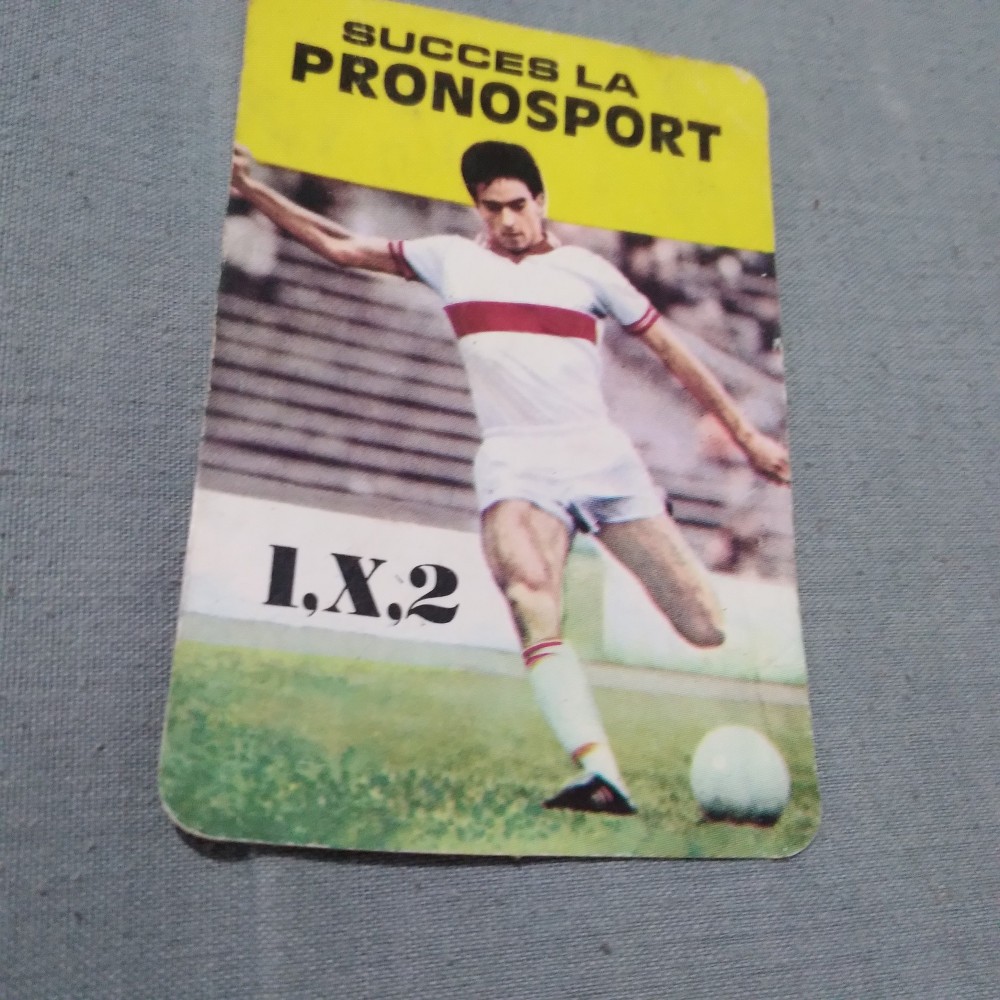 SUCCES LA
PRONOSPORT
1,X,2